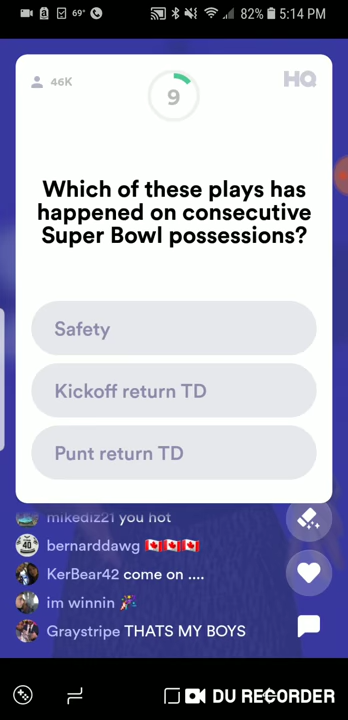 69° 82% 5:14 PM
46K 9 HQ
Which of these plays has
happened on consecutive
Super Bowl possessions?
Safety
Kickoff return TD
Punt return TD
mikediz21 you hot
bernarddawg 🇨🇦🇨🇦🇨🇦
40
KerBear42 come on ....
im winnin 🎉
Graystripe THATS MY BOYS
DU RECORDER